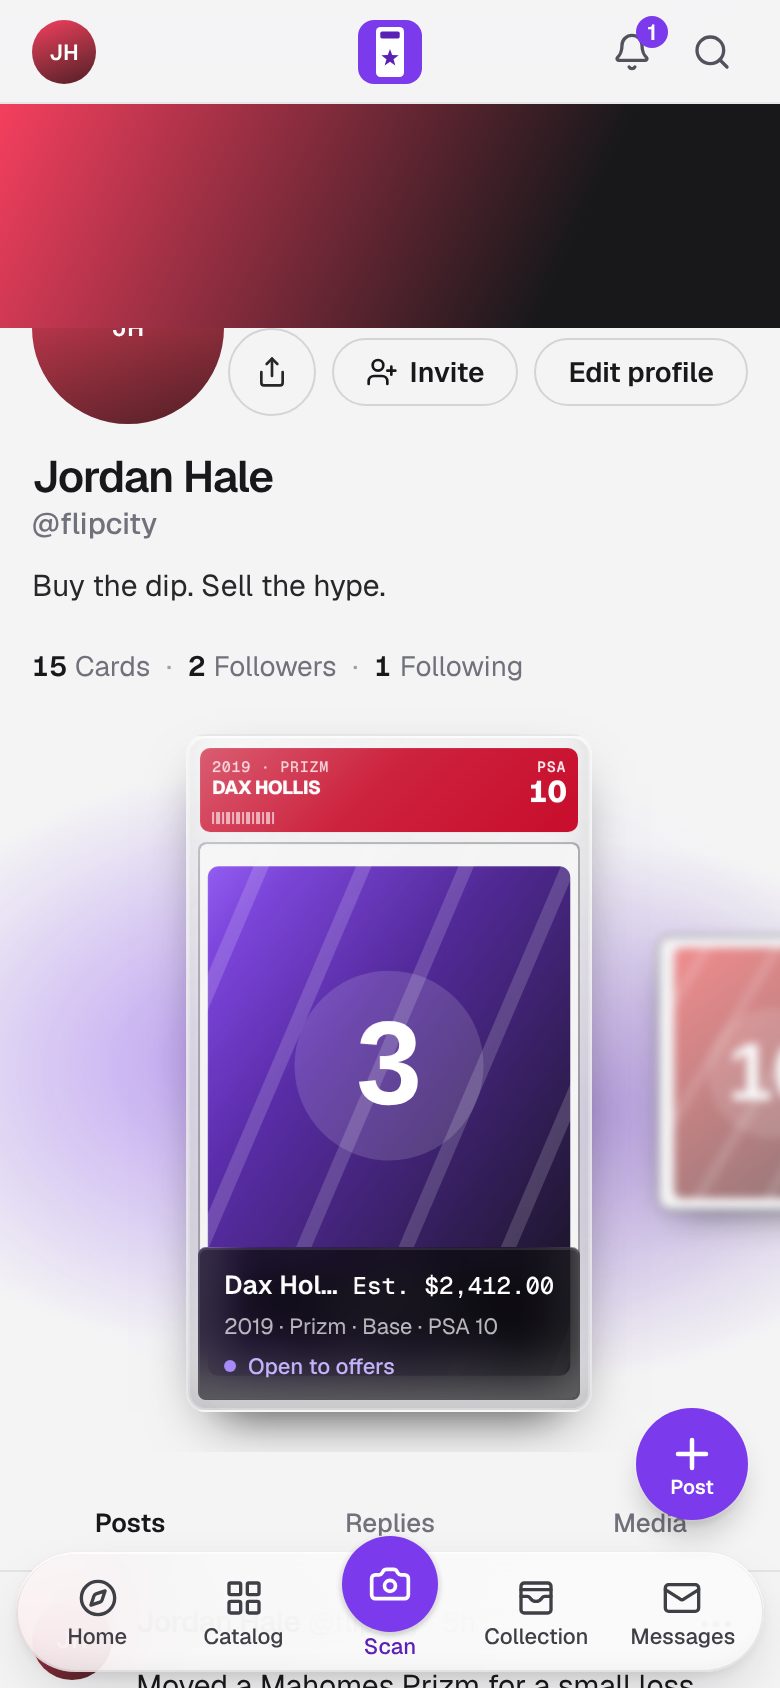 JH
1
JH
Invite
Edit profile
Jordan Hale
@flipcity
Buy the dip. Sell the hype.
15 Cards · 2 Followers · 1 Following
2019 · PRIZM
PSA
DAX HOLLIS
10
3
Dax Hol... Est. $2,412.00
2019 · Prizm · Base · PSA 10
Open to offers
Post
Posts
Replies
Media
Jordan Hale
Home
Catalog
Scan
Collection
Messages
Moved a Mahomes Prizm for a small loss